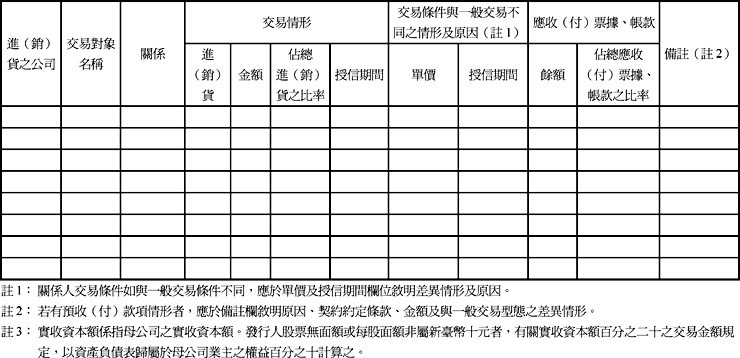 進（銷）
貨之公司
交易對象
名稱
關係
交易情形
交易條件與一般交易不
同之情形及原因（註1）
應收（付）票據、帳款
備註（註2）
進
（銷）
貨
金額
佔總
進（銷）
貨之比率
授信期間
單價
授信期間
餘額
佔總應收
（付）票據、
帳款之比率
註1：關係人交易條件如與一般交易條件不同，應於單價及授信期間欄位敘明差異情形及原因。
註2：若有預收（付）款項情形者，應於備註欄敘明原因、契約約定條款、金額及與一般交易型態之差異情形。
註3：實收資本額係指母公司之實收資本額。發行人股票無面額或每股面額非屬新臺幣十元者，有關實收資本額百分之二十之交易金額規
定，以資產負債表歸屬於母公司業主之權益百分之十計算之。